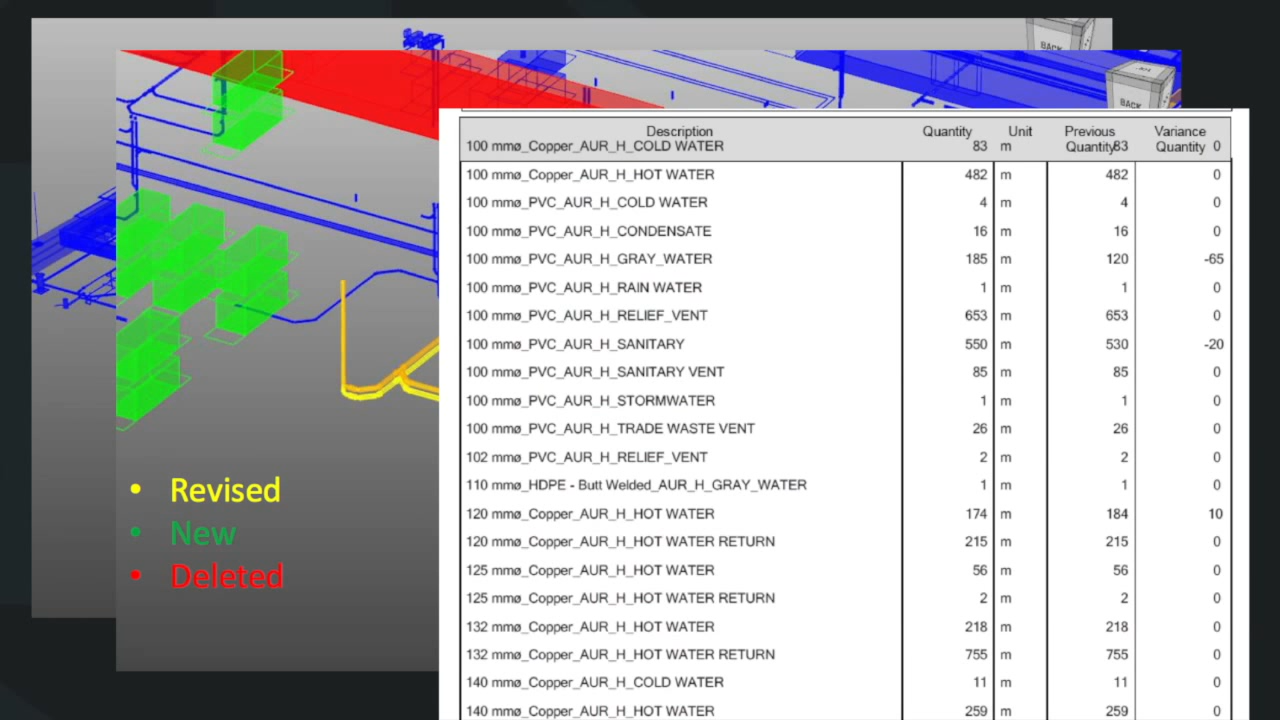 BACK
BACK
Description Quantity Unit Previous Quantity Variance Quantity
100 mmø_Copper_AUR_H_COLD WATER 83 m 83 0
100 mmø_Copper_AUR_H_HOT WATER 482 m 482 0
100 mmø_PVC_AUR_H_COLD WATER 4 m 4 0
100 mmø_PVC_AUR_H_CONDENSATE 16 m 16 0
100 mmø_PVC_AUR_H_GRAY_WATER 185 m 120 -65
100 mmø_PVC_AUR_H_RAIN WATER 1 m 1 0
100 mmø_PVC_AUR_H_RELIEF_VENT 653 m 653 0
100 mmø_PVC_AUR_H_SANITARY 550 m 530 -20
100 mmø_PVC_AUR_H_SANITARY VENT 85 m 85 0
100 mmø_PVC_AUR_H_STORMWATER 1 m 1 0
100 mmø_PVC_AUR_H_TRADE WASTE VENT 26 m 26 0
102 mmø_PVC_AUR_H_RELIEF_VENT 2 m 2 0
110 mmø_HDPE - Butt Welded_AUR_H_GRAY_WATER 1 m 1 0
120 mmø_Copper_AUR_H_HOT WATER 174 m 184 10
120 mmø_Copper_AUR_H_HOT WATER RETURN 215 m 215 0
125 mmø_Copper_AUR_H_HOT WATER 56 m 56 0
125 mmø_Copper_AUR_H_HOT WATER RETURN 2 m 2 0
132 mmø_Copper_AUR_H_HOT WATER 218 m 218 0
132 mmø_Copper_AUR_H_HOT WATER RETURN 755 m 755 0
140 mmø_Copper_AUR_H_COLD WATER 11 m 11 0
140 mmø_Copper_AUR_H_HOT WATER 259 m 259 0
• Revised
• New
• Deleted